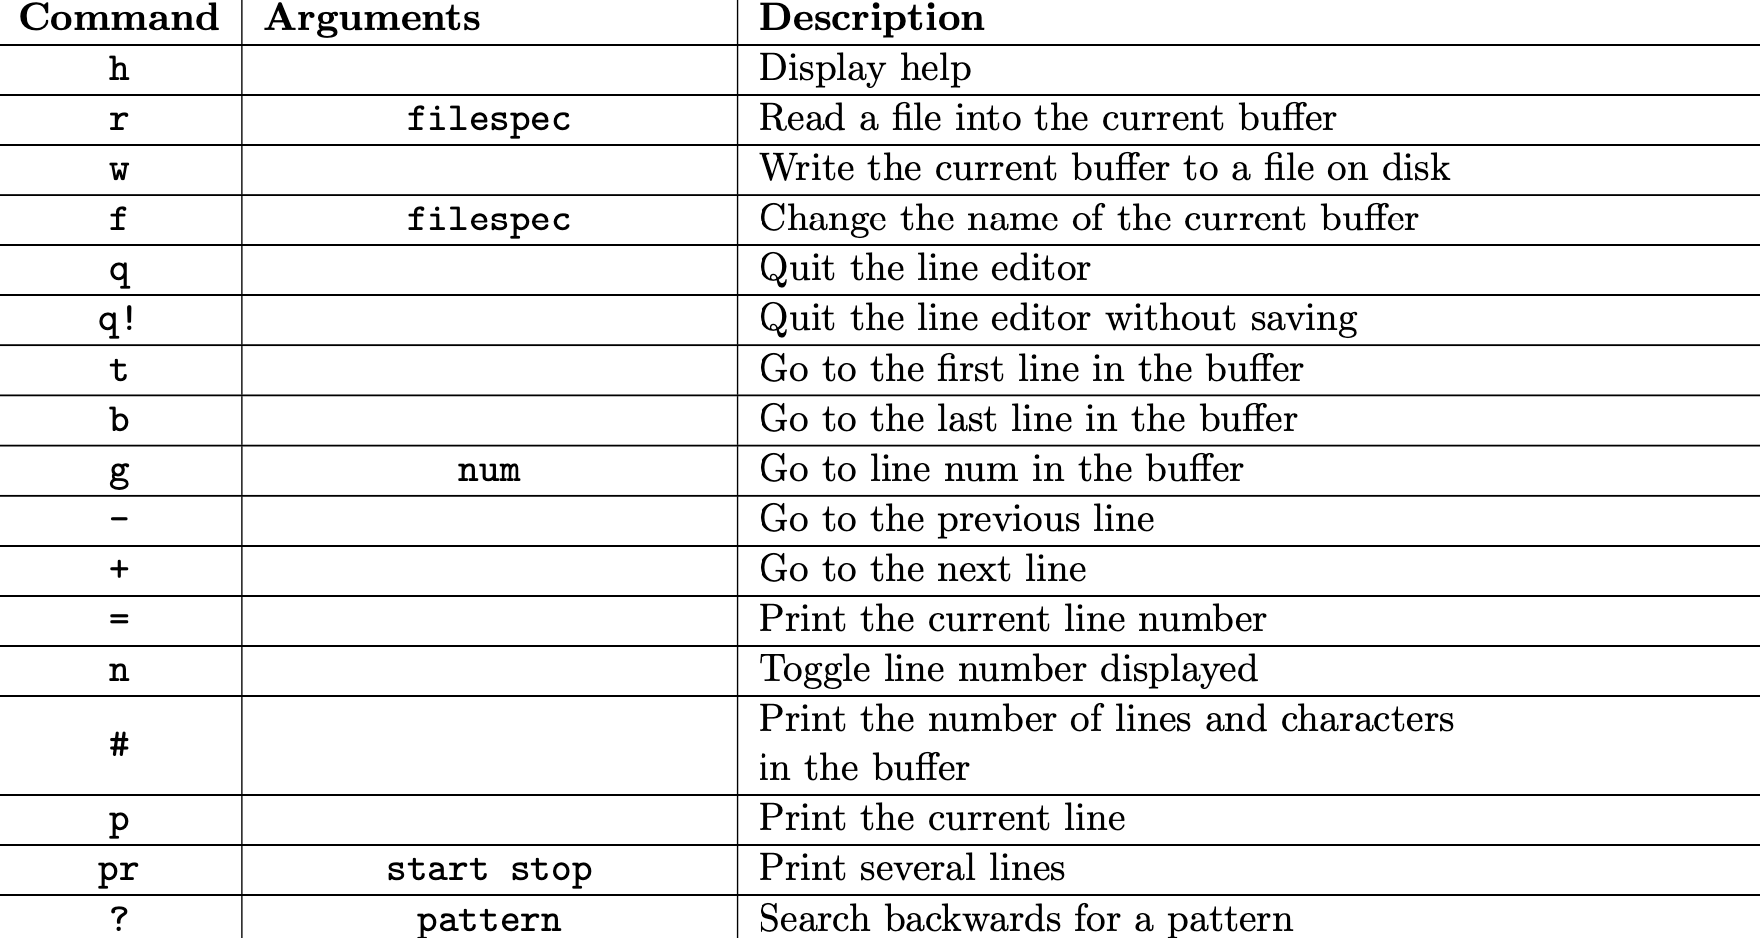 Command Arguments Description
h Display help
r filespec Read a file into the current buffer
w Write the current buffer to a file on disk
f filespec Change the name of the current buffer
q Quit the line editor
q! Quit the line editor without saving
t Go to the first line in the buffer
b Go to the last line in the buffer
g num Go to line num in the buffer
- Go to the previous line
+ Go to the next line
= Print the current line number
n Toggle line number displayed
# Print the number of lines and characters
in the buffer
p Print the current line
pr start stop Print several lines
? pattern Search backwards for a pattern